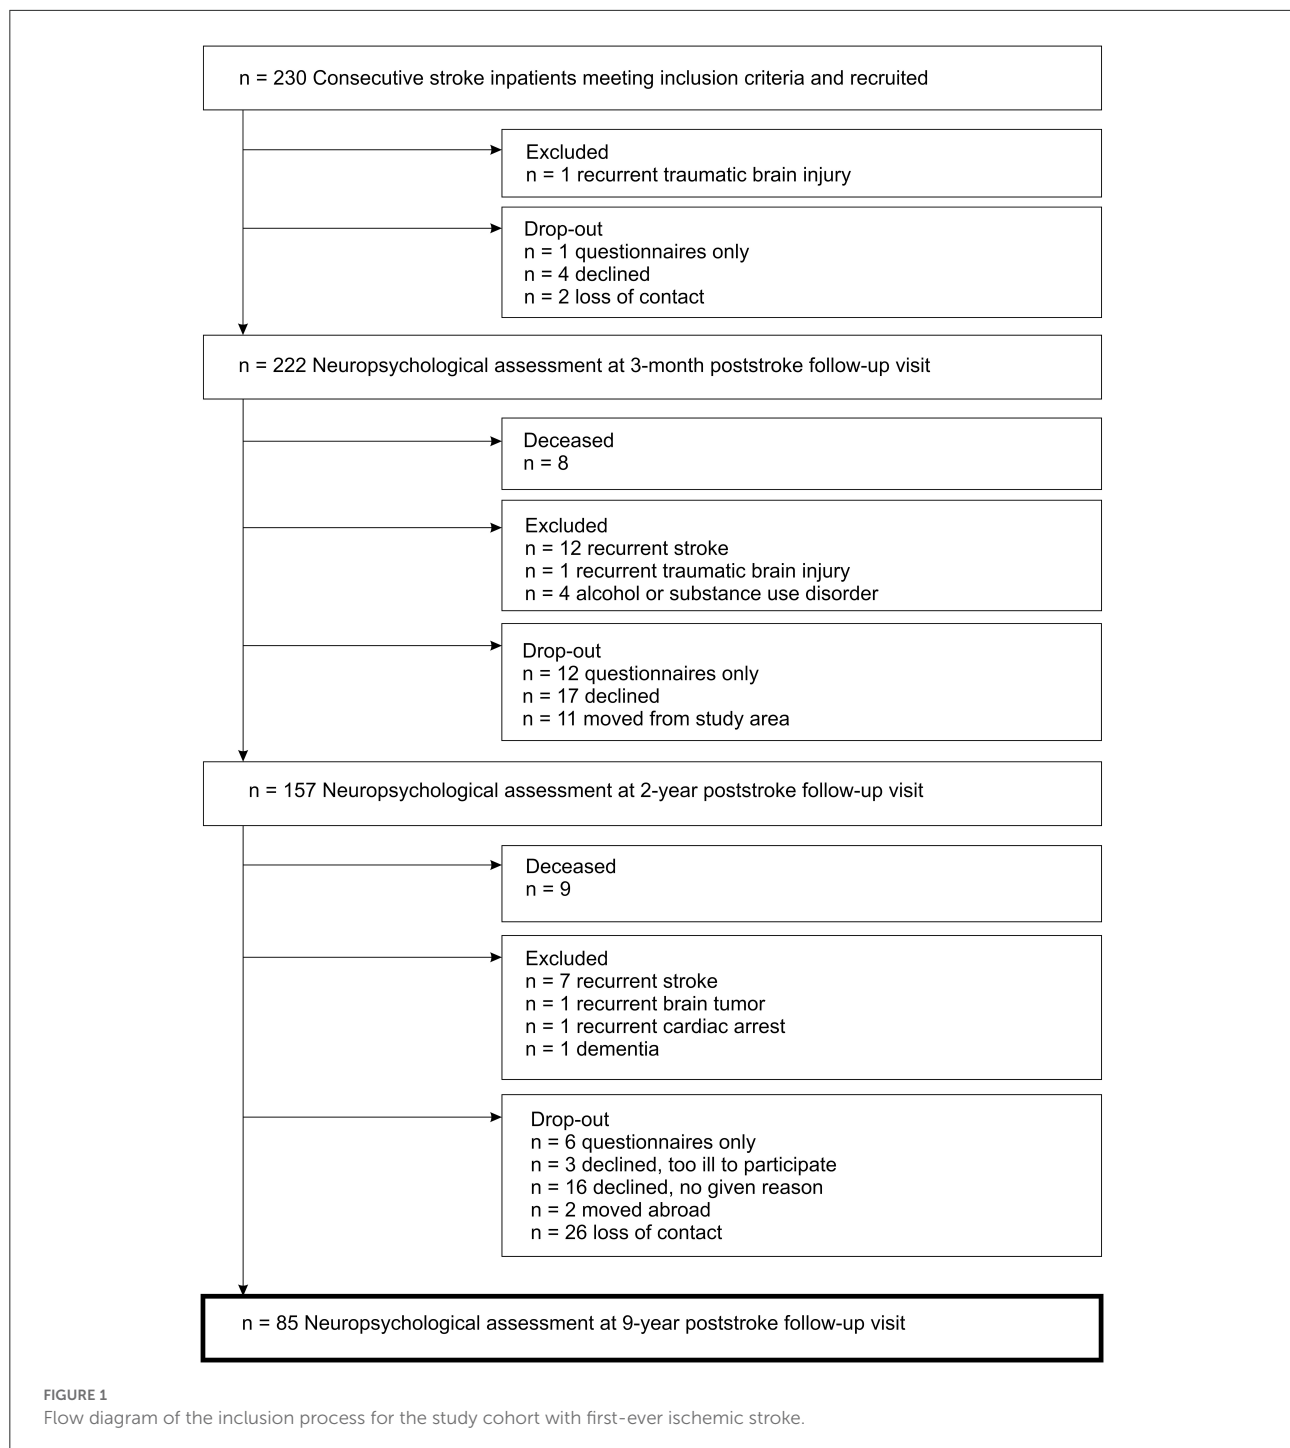 n = 230 Consecutive stroke inpatients meeting inclusion criteria and recruited
Excluded
n = 1 recurrent traumatic brain injury
Drop-out
n = 1 questionnaires only
n = 4 declined
n = 2 loss of contact
n = 222 Neuropsychological assessment at 3-month poststroke follow-up visit
Deceased
n = 8
Excluded
n = 12 recurrent stroke
n = 1 recurrent traumatic brain injury
n = 4 alcohol or substance use disorder
Drop-out
n = 12 questionnaires only
n = 17 declined
n = 11 moved from study area
n = 157 Neuropsychological assessment at 2-year poststroke follow-up visit
Deceased
n = 9
Excluded
n = 7 recurrent stroke
n = 1 recurrent brain tumor
n = 1 recurrent cardiac arrest
n = 1 dementia
Drop-out
n = 6 questionnaires only
n = 3 declined, too ill to participate
n = 16 declined, no given reason
n = 2 moved abroad
n = 26 loss of contact
n = 85 Neuropsychological assessment at 9-year poststroke follow-up visit
FIGURE 1
Flow diagram of the inclusion process for the study cohort with first-ever ischemic stroke.